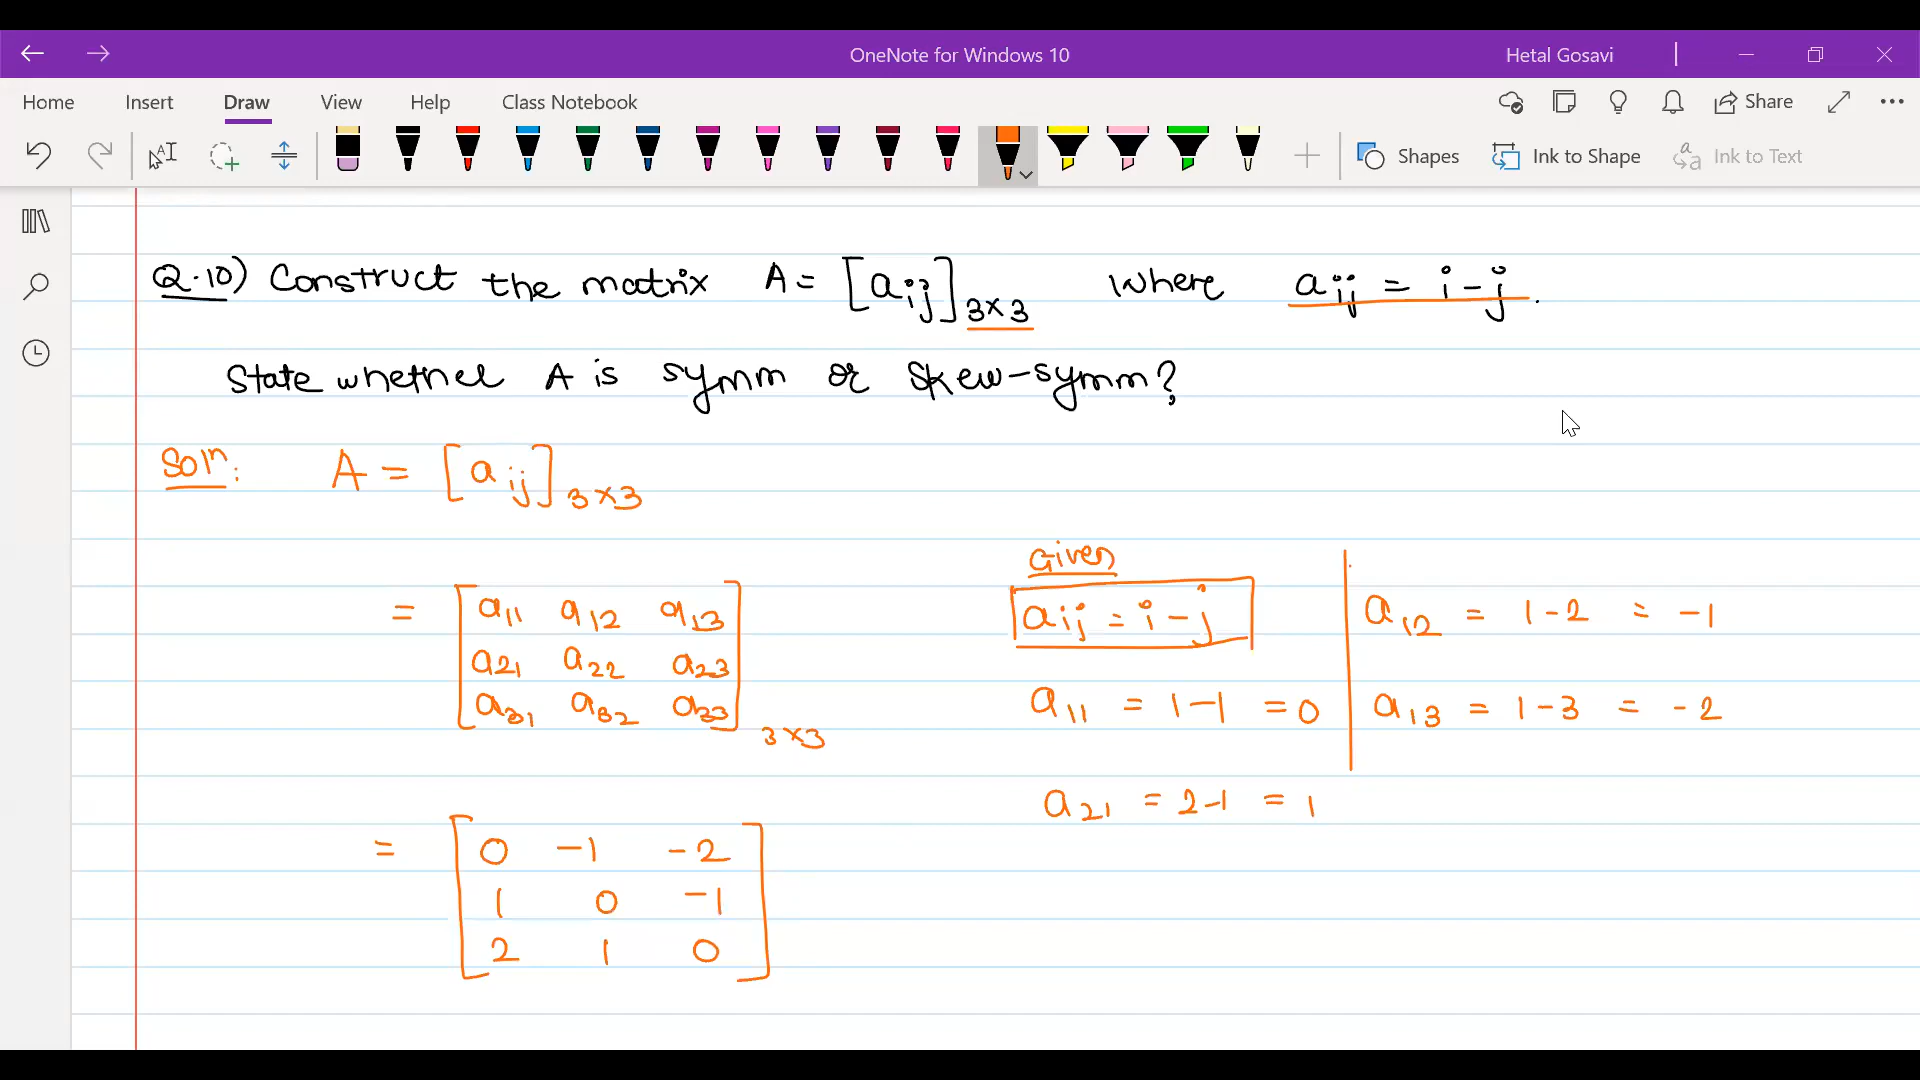 OneNote for Windows 10
Hetal Gosavi
Home Insert Draw View Help Class Notebook Share
Shapes Ink to Shape Ink to Text
Q.10) Construct the matrix A = [aij]3×3 where aij = i - j.
State whether A is symm or skew-symm?
Soln: A = [aij]3×3
= [a11 a12 a13
a21 a22 a23
a31 a32 a33]3×3
= [0 -1 -2
1 0 -1
2 1 0]
Given
aij = i - j
a11 = 1-1 = 0
a21 = 2-1 = 1
a12 = 1-2 = -1
a13 = 1-3 = -2